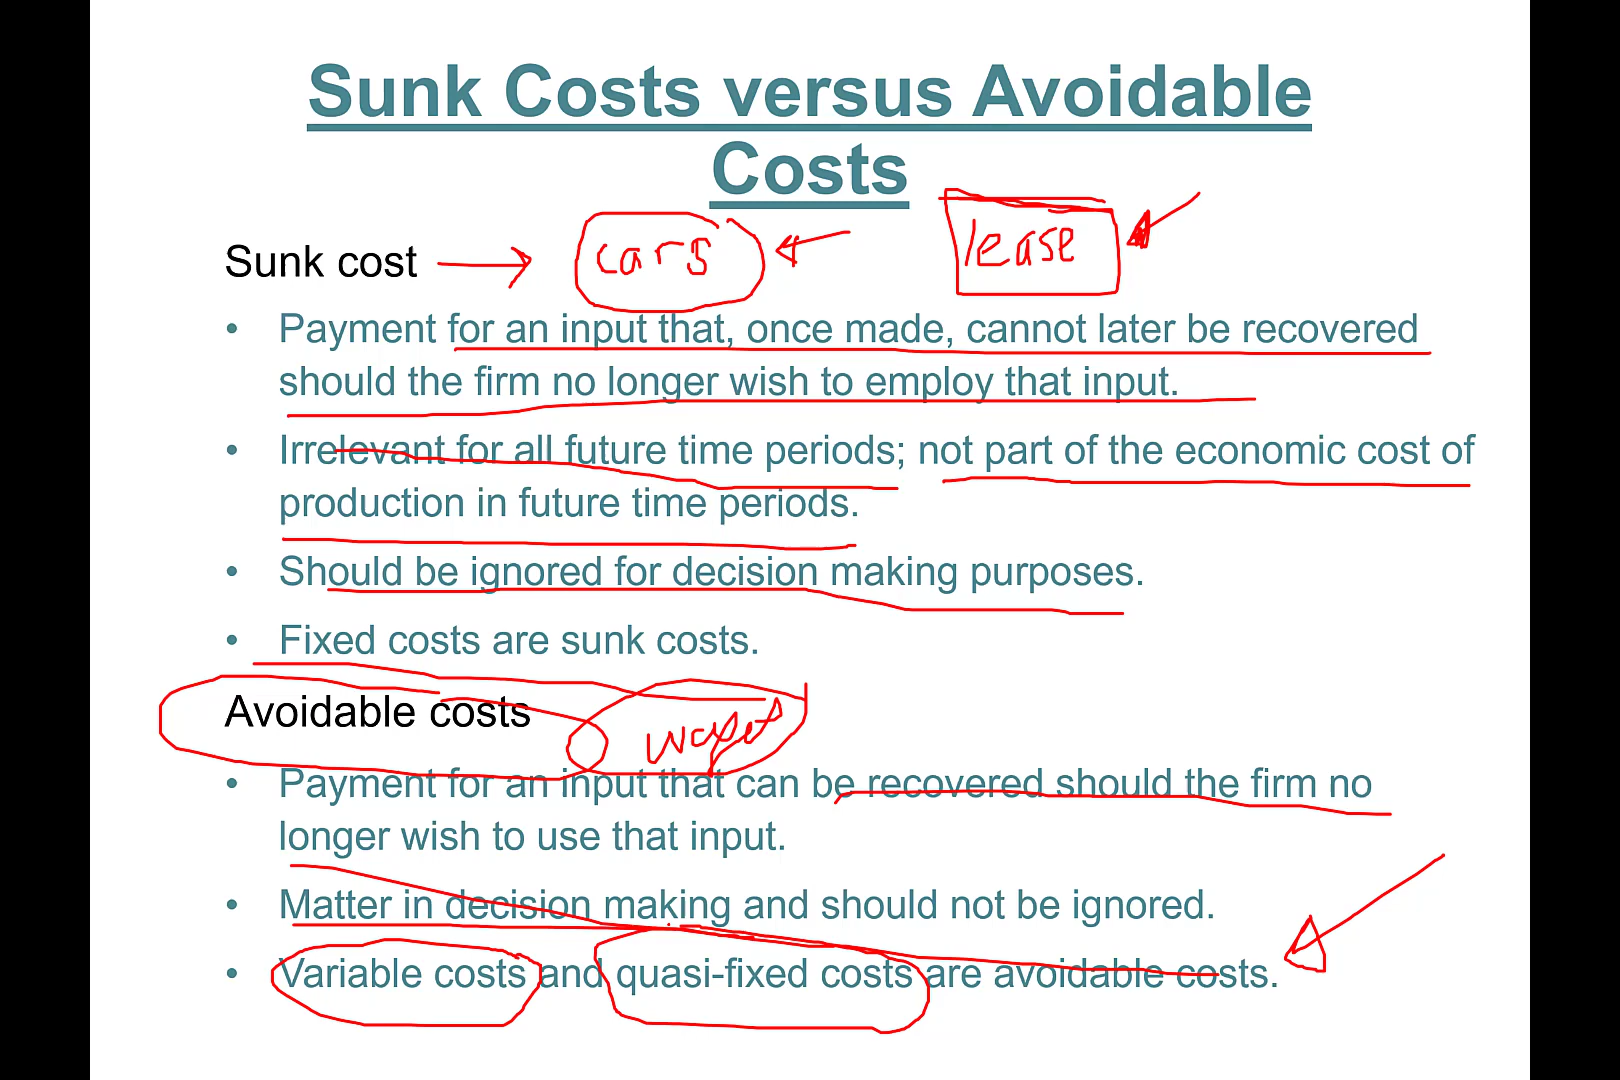 Sunk Costs versus Avoidable
Costs
Sunk cost cars lease
• Payment for an input that, once made, cannot later be recovered
should the firm no longer wish to employ that input.
• Irrelevant for all future time periods; not part of the economic cost of
production in future time periods.
• Should be ignored for decision making purposes.
• Fixed costs are sunk costs.
Avoidable costs wages
• Payment for an input that can be recovered should the firm no
longer wish to use that input.
• Matter in decision making and should not be ignored.
• Variable costs and quasi-fixed costs are avoidable costs.